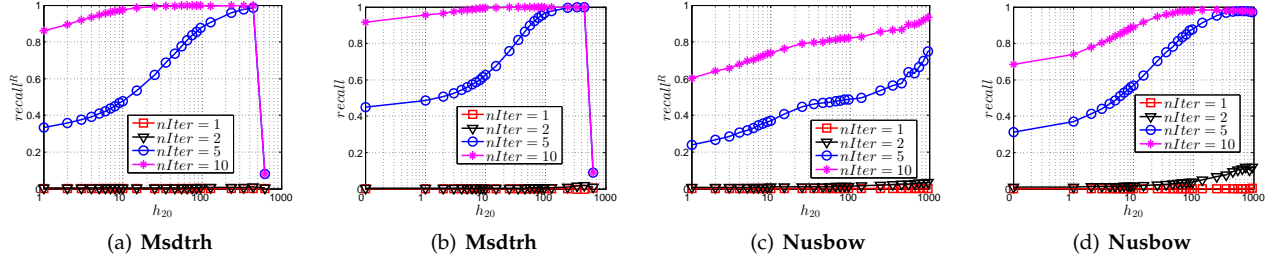 1
0.8
0.6
0.4
0.2
0
recall^R
nIter = 1
nIter = 2
nIter = 5
nIter = 10
1 10 100 1000
h_20
(a) Msdtrh
1
0.8
0.6
0.4
0.2
0
recall
nIter = 1
nIter = 2
nIter = 5
nIter = 10
0 1 10 100 1000
h_20
(b) Msdtrh
1
0.8
0.6
0.4
0.2
0
recall^R
nIter = 1
nIter = 2
nIter = 5
nIter = 10
1 10 100 1000
h_20
(c) Nusbow
1
0.8
0.6
0.4
0.2
0
recall
nIter = 1
nIter = 2
nIter = 5
nIter = 10
0 1 10 100 1000
h_20
(d) Nusbow